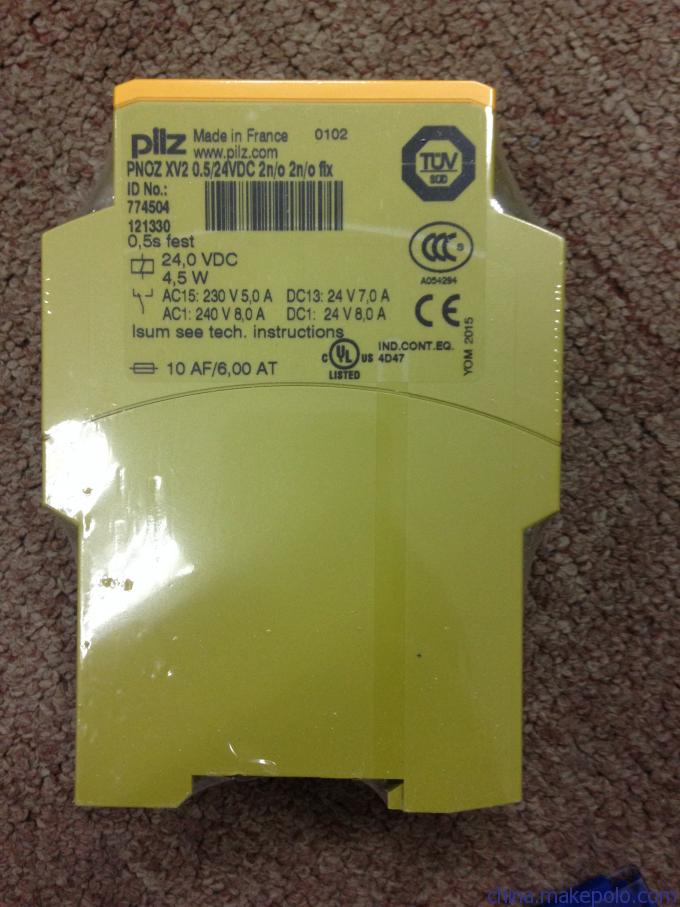 pilz Made in France 0102
www.pilz.com
PNOZ XV2 0.5/24VDC 2n/o 2n/o fix
ID No.:
774504
121330
0,5s fest
24,0 VDC
4,5 W
AC15: 230 V 5,0 A DC13: 24 V 7,0 A
AC1: 240 V 8,0 A DC1: 24 V 8,0 A
Isum see tech. instructions
10 AF/6,00 AT
TÜV
SÜD
CCC S
A054294
CE
YOM 2015
C UL US
LISTED
IND.CONT.EQ.
4D47
china.makepolo.com